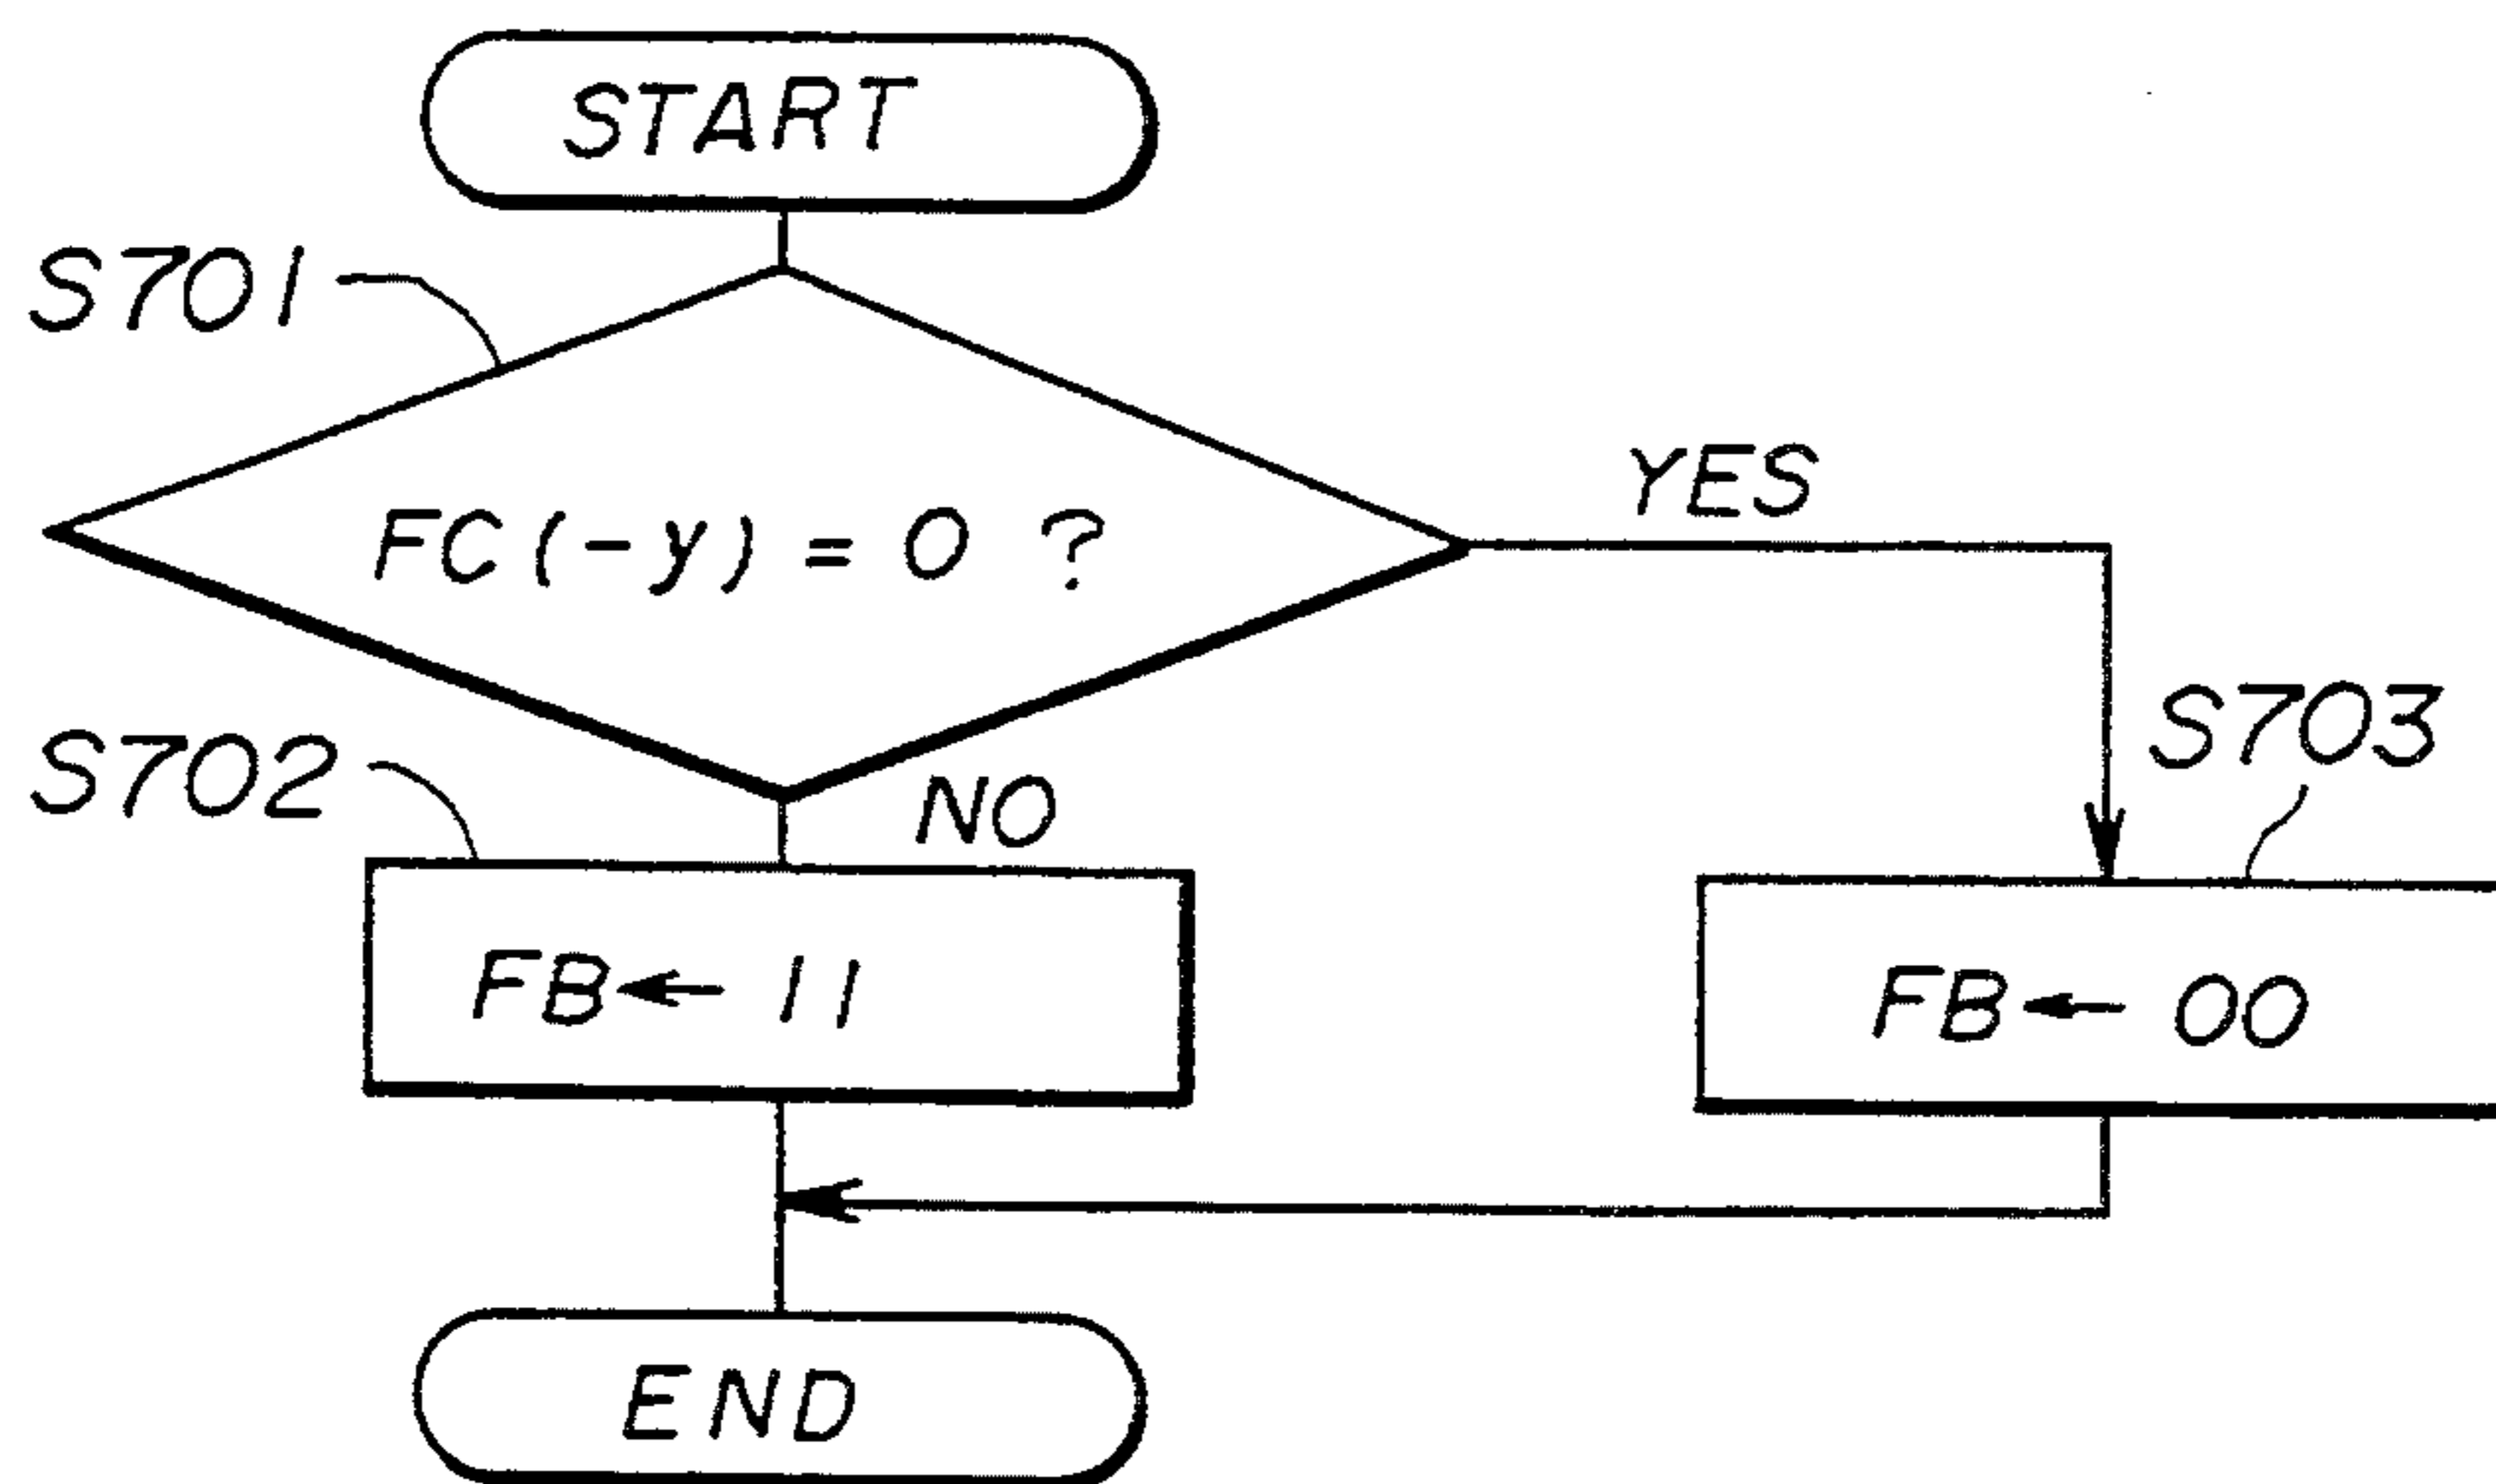 START
S701
FC(-y) = 0 ?
YES
S702
NO
S703
FB← 11
FB← 00
END